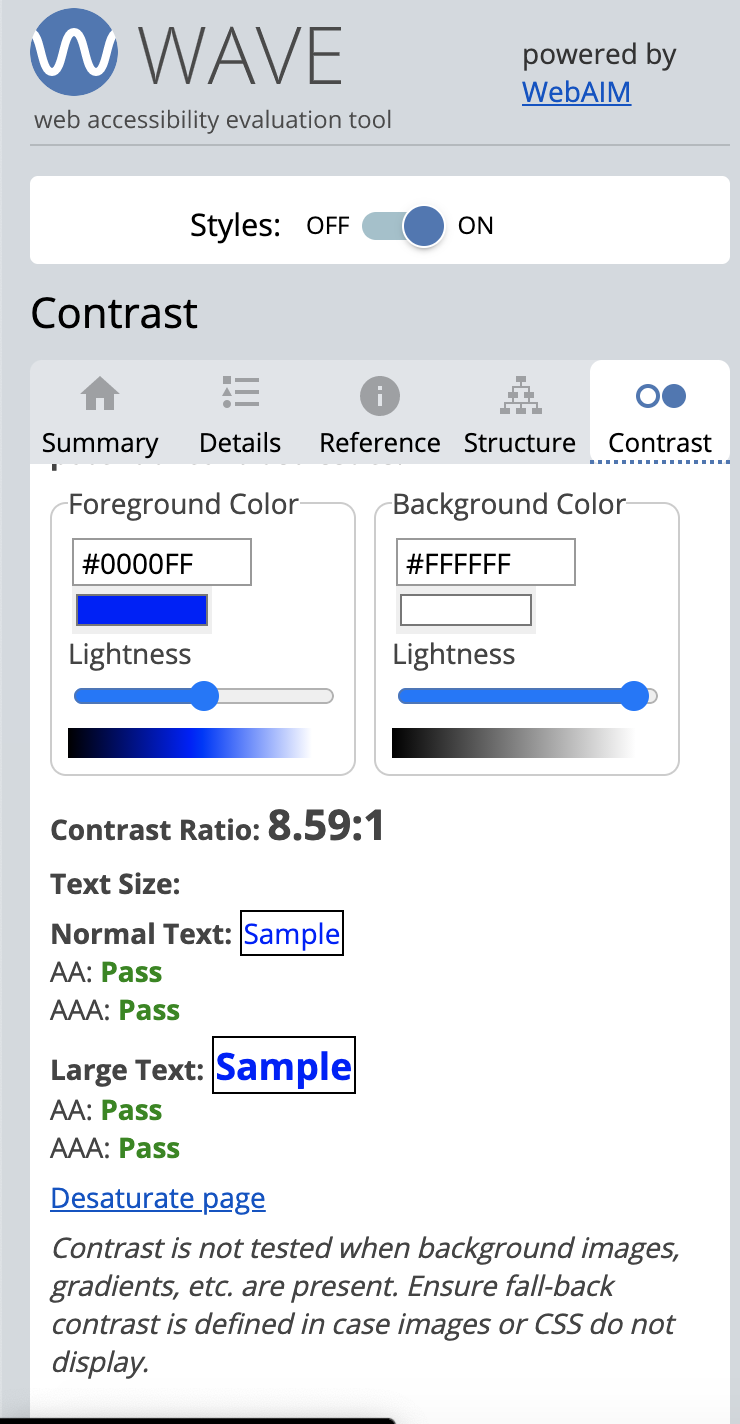 WAVE
powered by
WebAIM
web accessibility evaluation tool
Styles: OFF ON
Contrast
Summary Details Reference Structure Contrast
Foreground Color Background Color
#0000FF #FFFFFF
Lightness Lightness
Contrast Ratio: 8.59:1
Text Size:
Normal Text: Sample
AA: Pass
AAA: Pass
Large Text: Sample
AA: Pass
AAA: Pass
Desaturate page
Contrast is not tested when background images,
gradients, etc. are present. Ensure fall-back
contrast is defined in case images or CSS do not
display.